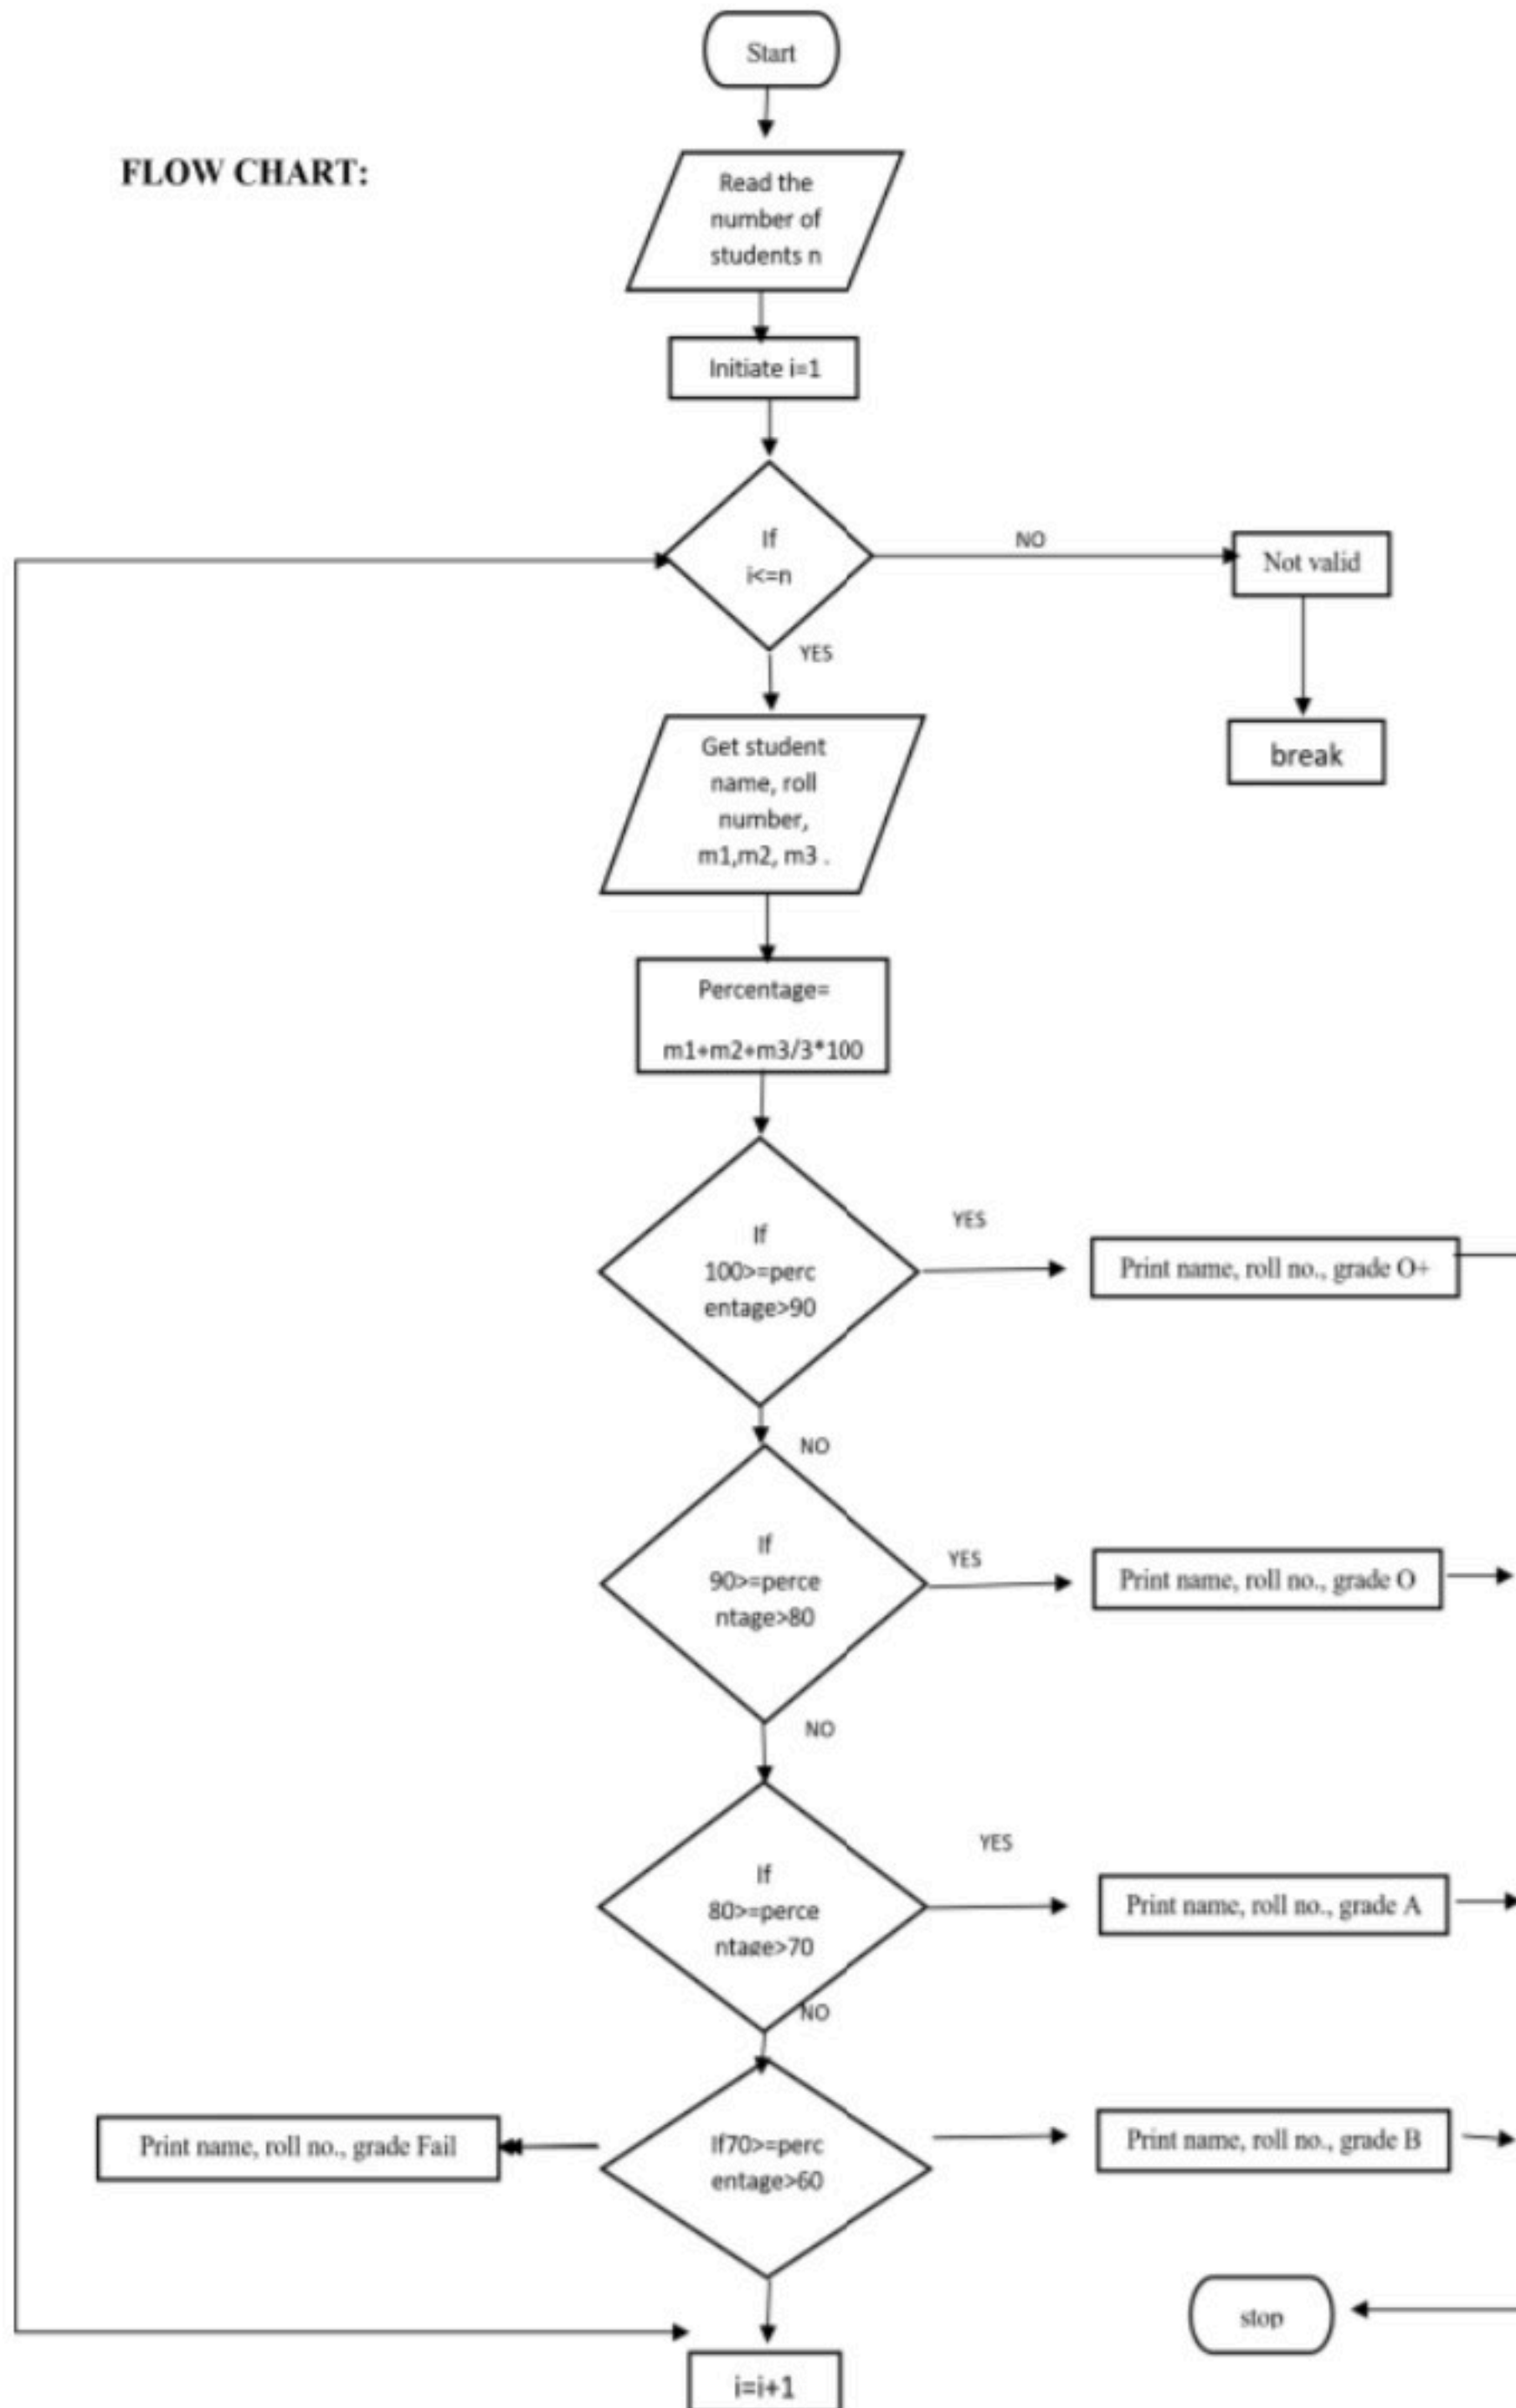 Start
FLOW CHART:
Read the
number of
students n
Initiate i=1
If
i<=n
NO
Not valid
YES
break
Get student
name, roll
number,
m1,m2, m3 .
Percentage=
m1+m2+m3/3*100
If
100>=perc
entage>90
YES
Print name, roll no., grade O+
NO
If
90>=perce
ntage>80
YES
Print name, roll no., grade O
NO
If
80>=perce
ntage>70
YES
Print name, roll no., grade A
NO
Print name, roll no., grade Fail
If70>=perc
entage>60
Print name, roll no., grade B
stop
i=i+1